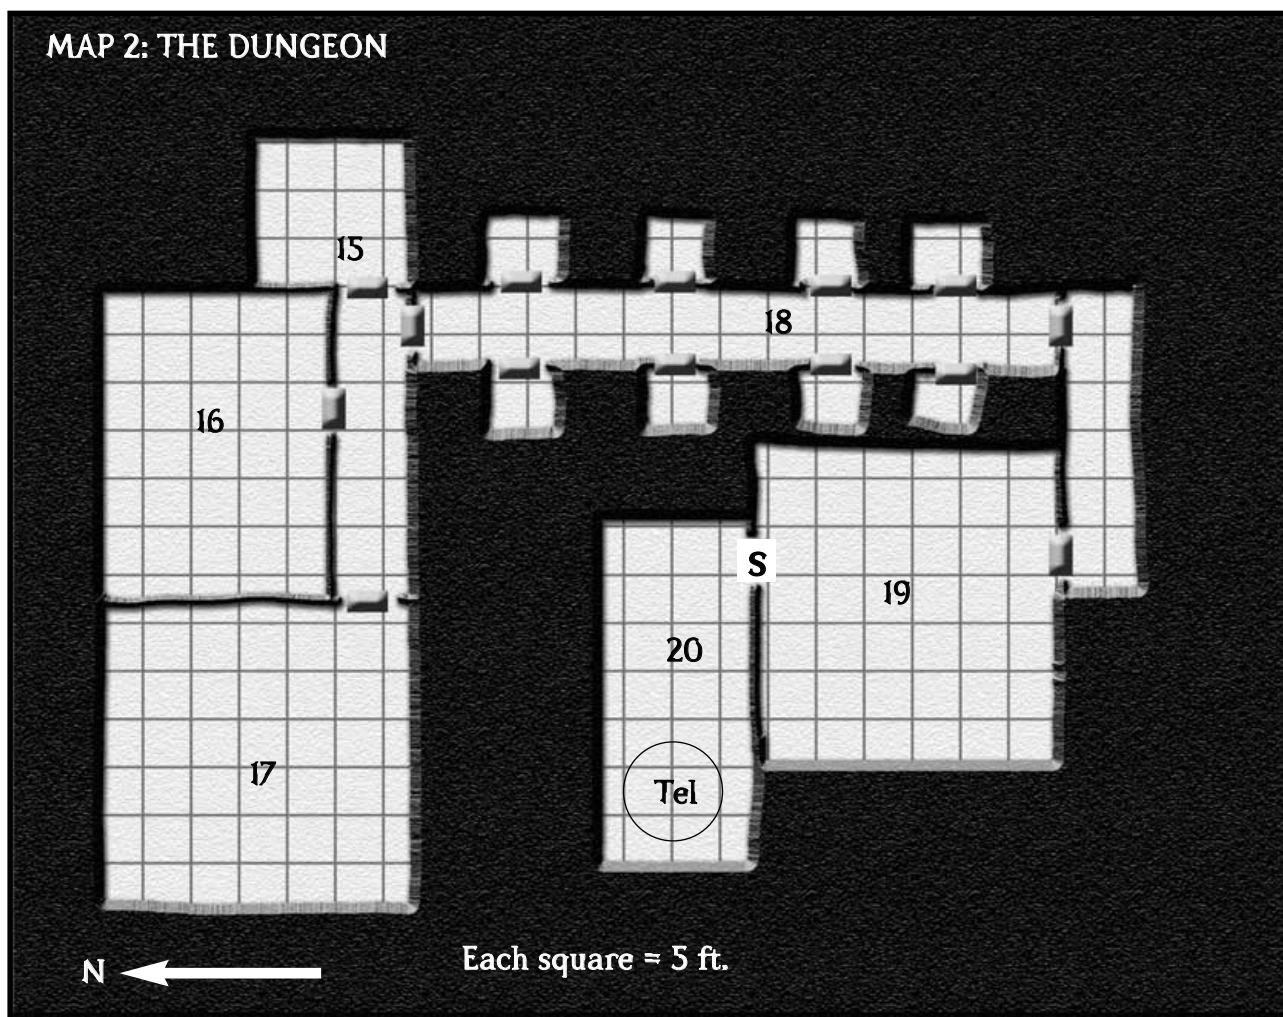 MAP 2: THE DUNGEON
15
18
16
S
19
20
17
Tel
Each square = 5 ft.
N